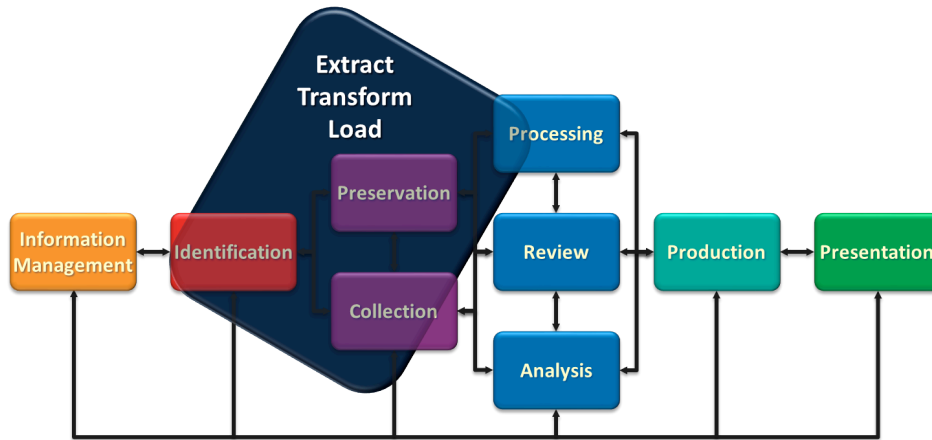 Extract
Transform
Load
Processing
Preservation
Information
Management
Identification
Review
Production
Presentation
Collection
Analysis